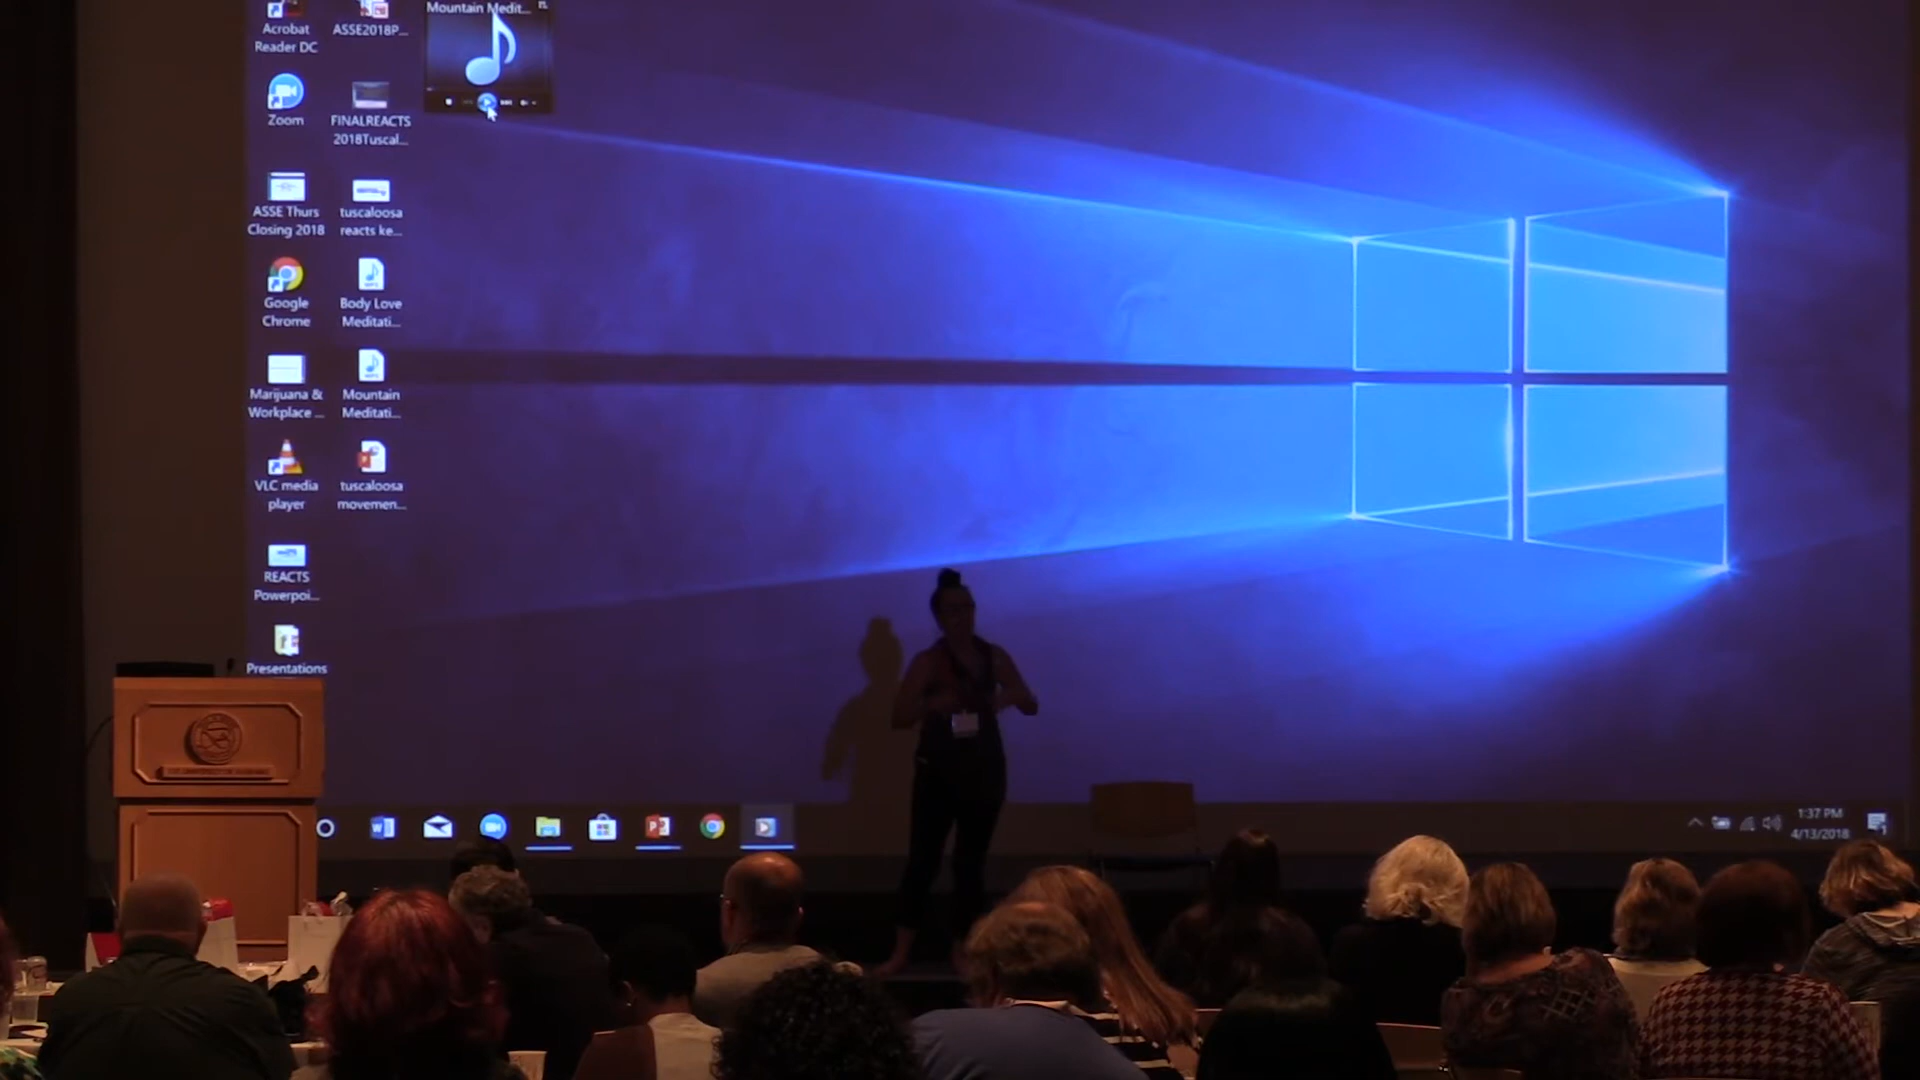 Mountain Medit...
Acrobat
Reader DC
ASSE2018P...
Zoom
FINALREACTS
2018Tuscal...
ASSE Thurs
Closing 2018
tuscaloosa
reacts ke...
Google
Chrome
Body Love
Meditati...
Marijuana &
Workplace ...
Mountain
Meditati...
VLC media
player
tuscaloosa
movemen...
REACTS
Powerpoi...
Presentations
1:37 PM
4/13/2018